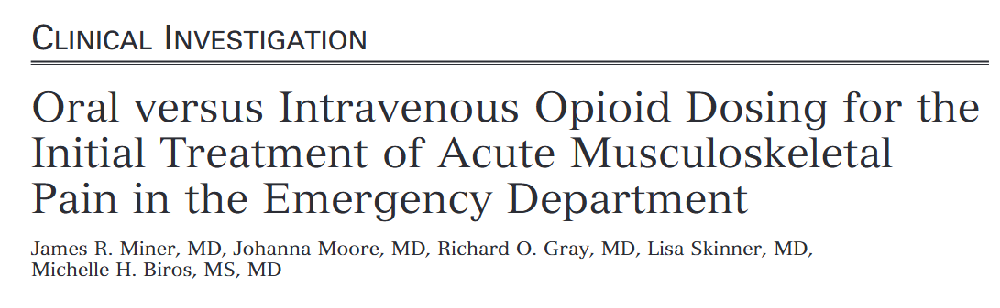 CLINICAL INVESTIGATION
Oral versus Intravenous Opioid Dosing for the
Initial Treatment of Acute Musculoskeletal
Pain in the Emergency Department
James R. Miner, MD, Johanna Moore, MD, Richard O. Gray, MD, Lisa Skinner, MD,
Michelle H. Biros, MS, MD